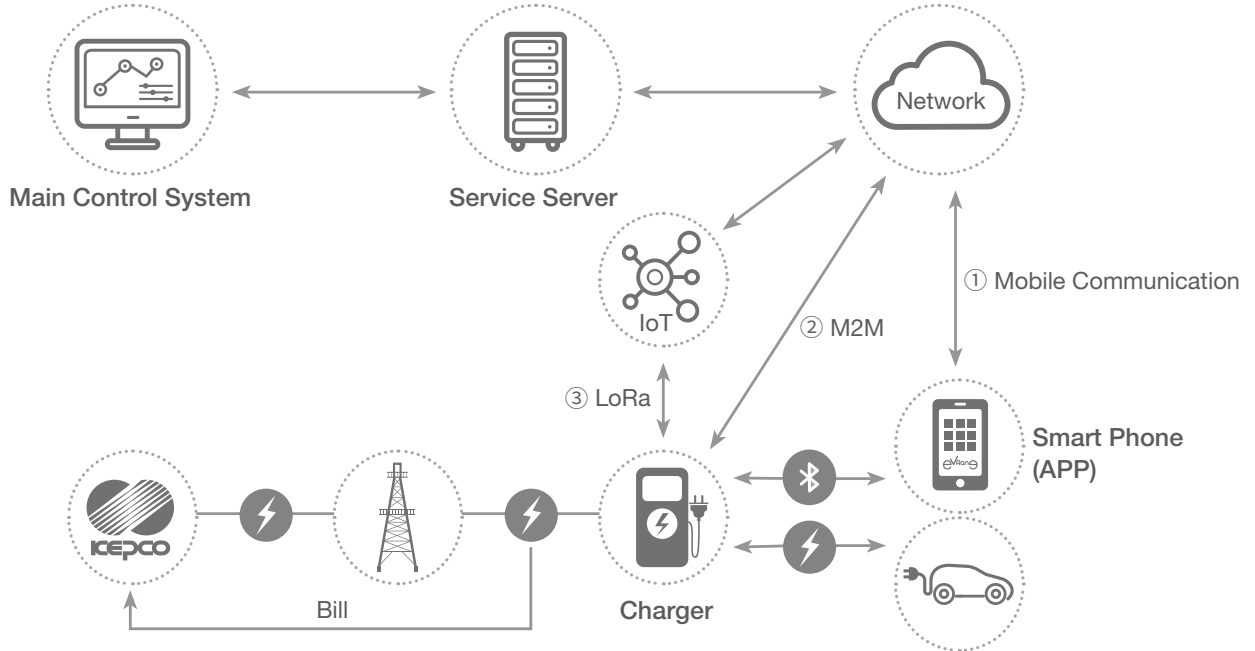 Network
Main Control System
Service Server
① Mobile Communication
IoT
② M2M
③ LoRa
Smart Phone
(APP)
KEPCO
Bill
Charger